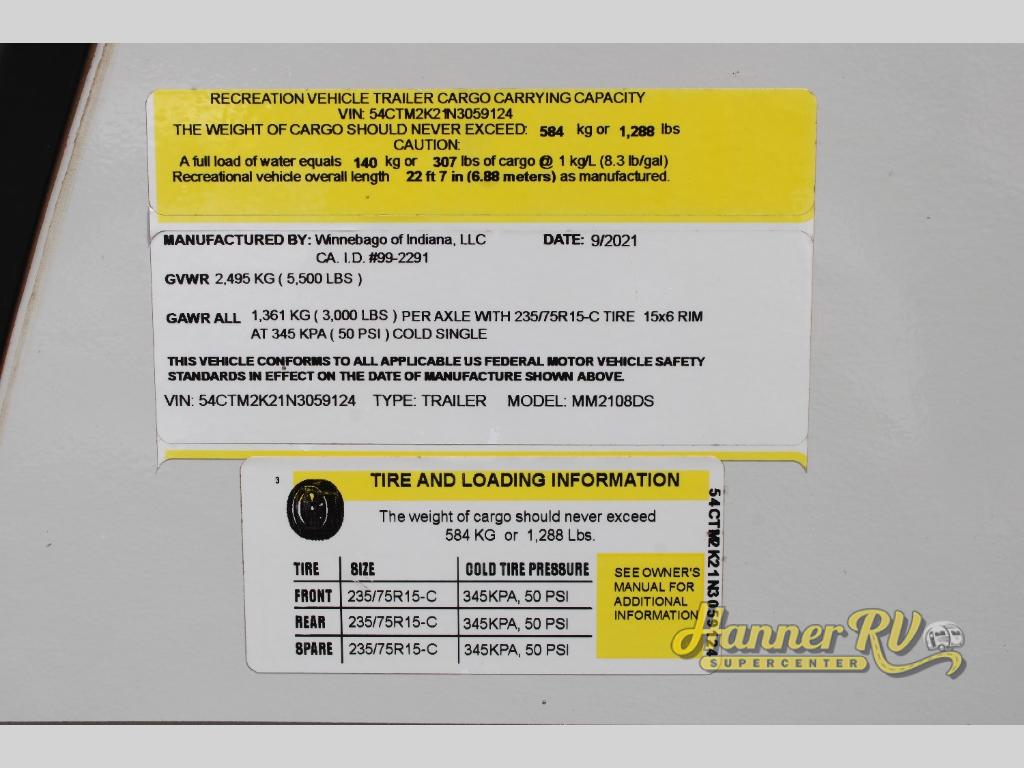 RECREATION VEHICLE TRAILER CARGO CARRYING CAPACITY
VIN: 54CTM2K21N3059124
THE WEIGHT OF CARGO SHOULD NEVER EXCEED: 584 kg or 1,288 lbs
CAUTION:
A full load of water equals 140 kg or 307 lbs of cargo @ 1 kg/L (8.3 lb/gal)
Recreational vehicle overall length 22 ft 7 in (6.88 meters) as manufactured.
MANUFACTURED BY: Winnebago of Indiana, LLC DATE: 9/2021
CA. I.D. #99-2291
GVWR 2,495 KG ( 5,500 LBS )
GAWR ALL 1,361 KG ( 3,000 LBS ) PER AXLE WITH 235/75R15-C TIRE 15x6 RIM
AT 345 KPA ( 50 PSI ) COLD SINGLE
THIS VEHICLE CONFORMS TO ALL APPLICABLE US FEDERAL MOTOR VEHICLE SAFETY
STANDARDS IN EFFECT ON THE DATE OF MANUFACTURE SHOWN ABOVE.
VIN: 54CTM2K21N3059124 TYPE: TRAILER MODEL: MM2108DS
3
TIRE AND LOADING INFORMATION
The weight of cargo should never exceed
584 KG or 1,288 Lbs.
TIRE SIZE COLD TIRE PRESSURE
FRONT 235/75R15-C 345KPA, 50 PSI
REAR 235/75R15-C 345KPA, 50 PSI
SPARE 235/75R15-C 345KPA, 50 PSI
SEE OWNER'S
MANUAL FOR
ADDITIONAL
INFORMATION
54CTM2K21N3059124
Hanner RV
SUPERCENTER